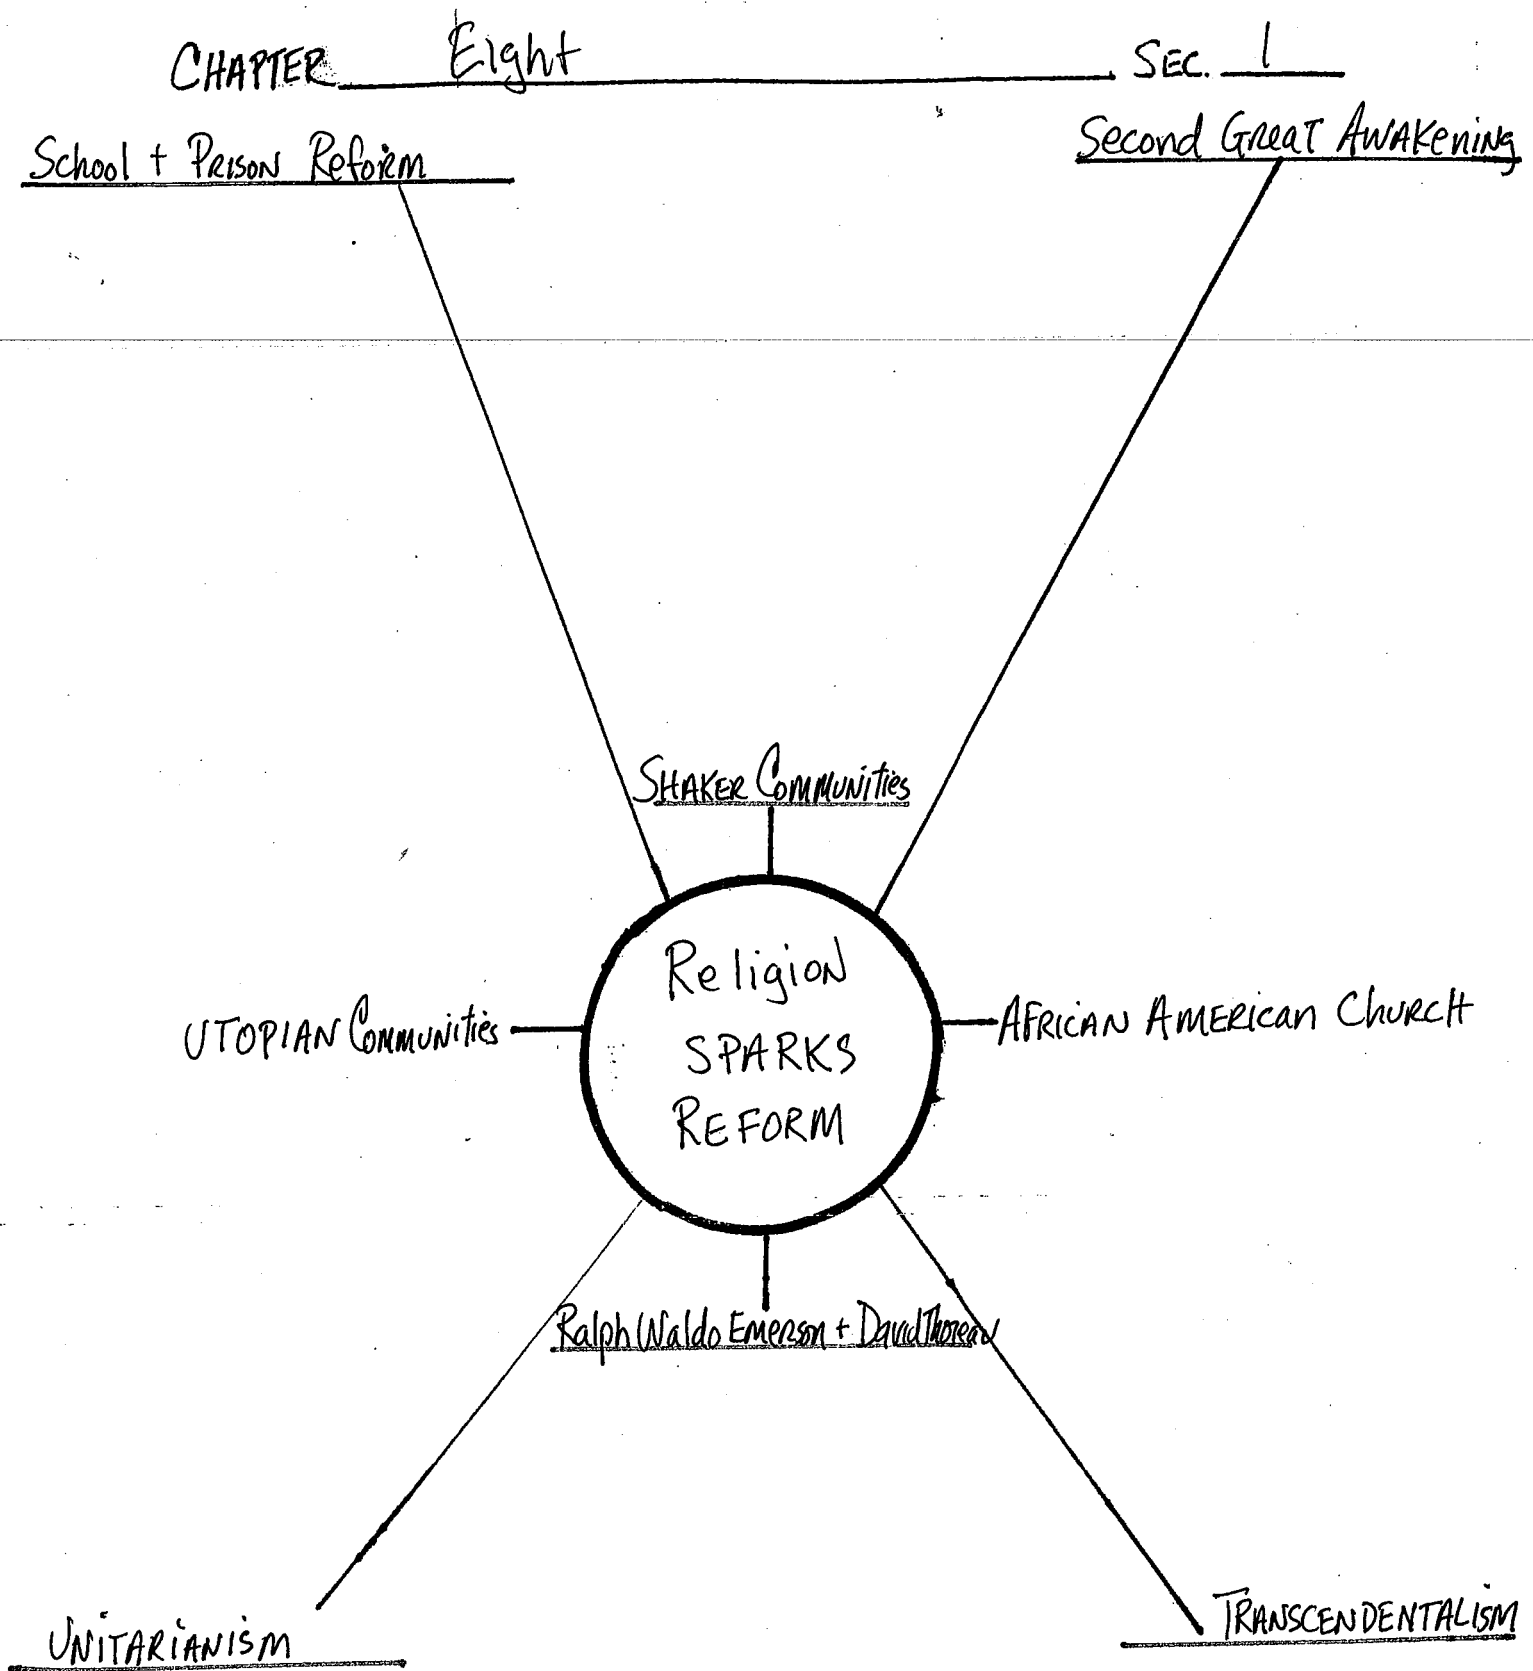 CHAPTER Eight SEC. 1
School + Prison Reform
Second Great Awakening
Shaker Communities
Religion
Sparks
Reform
Utopian Communities
African American Church
Ralph Waldo Emerson + David Thoreau
Unitarianism
Transcendentalism